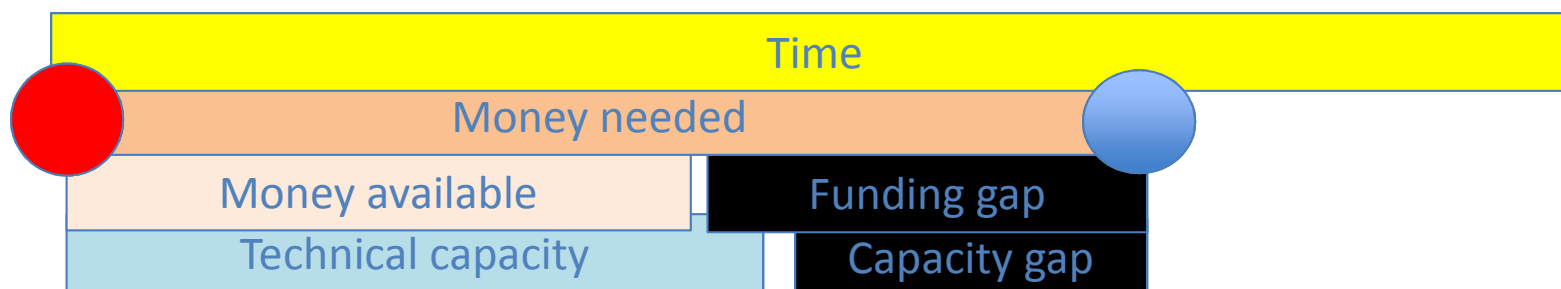 Time
Money needed
Money available
Funding gap
Technical capacity
Capacity gap